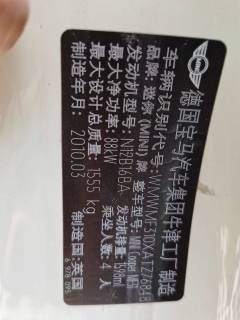 德国宝马汽车集团牛津工厂 制造
车辆识别代号:
品牌: 迷你 (MINI) 牌 整车型号: MINI Cooper
发动机型号: N12B16BA 发动机排量: 1598ml
最大净功率: 88kW 乘坐人数: 4 人
最大设计总质量: 1555 kg
制造年月: 2010.03 制造国: 英国